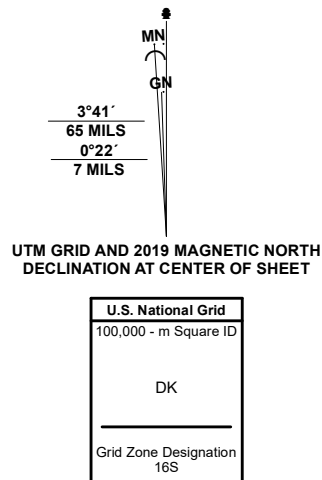 MN
GN
3°41´
65 MILS
0°22´
7 MILS
UTM GRID AND 2019 MAGNETIC NORTH
DECLINATION AT CENTER OF SHEET
U.S. National Grid
100,000 - m Square ID
DK
Grid Zone Designation
16S